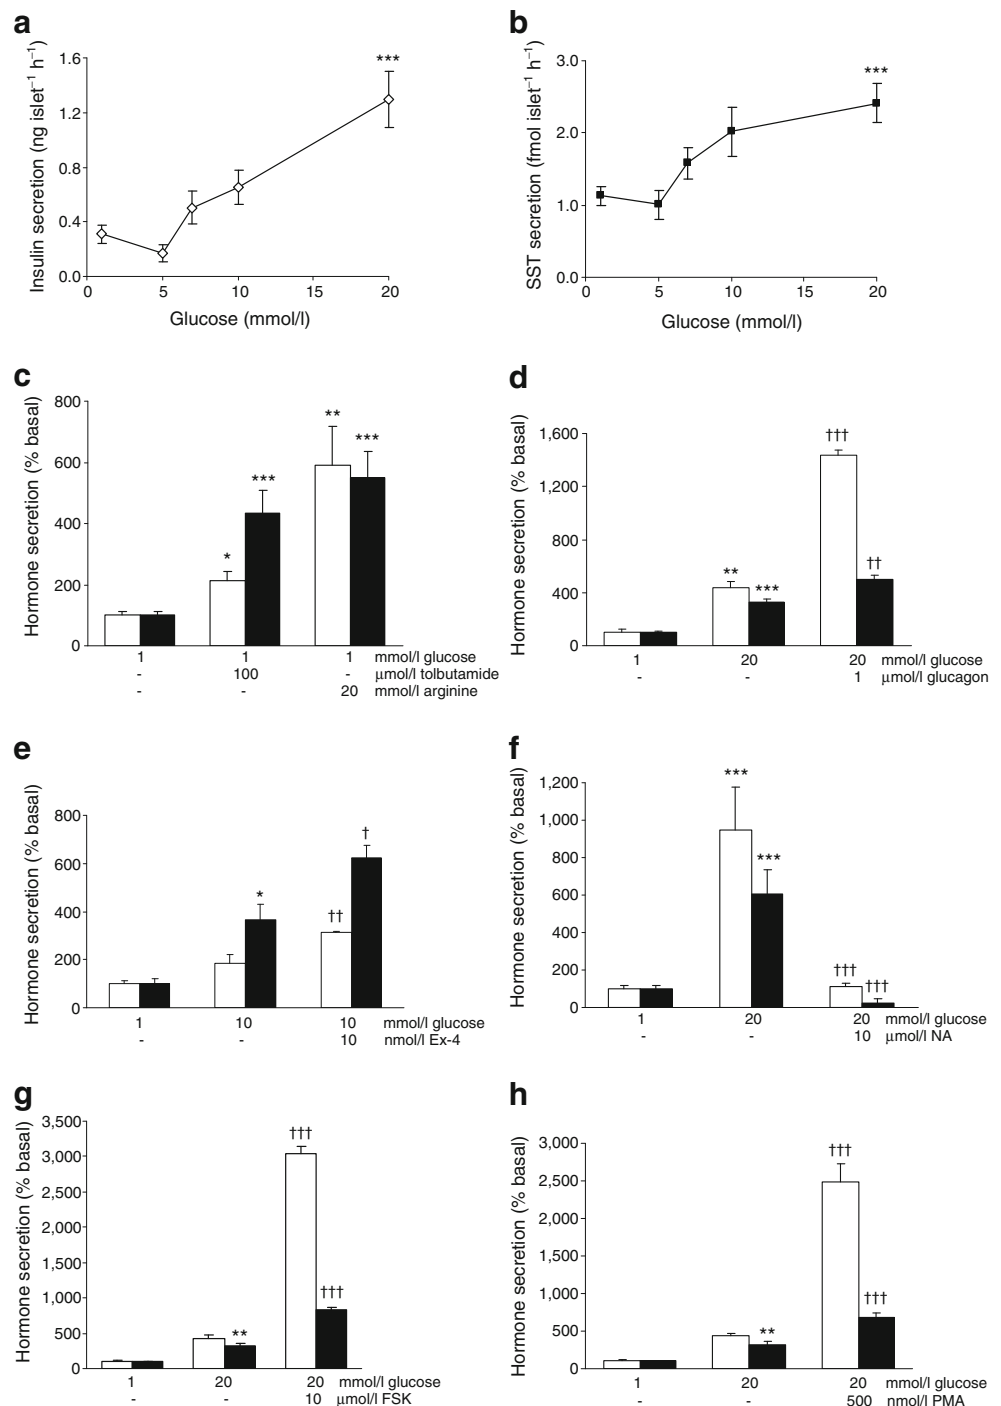 a
Insulin secretion (ng islet⁻¹ h⁻¹)
1.6
1.2
0.8
0.4
0.0
***
0 5 10 15 20
Glucose (mmol/l)
b
SST secretion (fmol islet⁻¹ h⁻¹)
3.0
2.0
1.0
0.0
***
0 5 10 15 20
Glucose (mmol/l)
c
Hormone secretion (% basal)
800
600
400
200
0
* *** ** ***
1 1 1 mmol/l glucose
- 100 - μmol/l tolbutamide
- - 20 mmol/l arginine
d
Hormone secretion (% basal)
1,600
1,200
800
400
0
** *** ††† ††
1 20 20 mmol/l glucose
- - 1 μmol/l glucagon
e
Hormone secretion (% basal)
800
600
400
200
0
* †† †
1 10 10 mmol/l glucose
- - 10 nmol/l Ex-4
f
Hormone secretion (% basal)
1,200
1,000
800
600
400
200
0
*** *** ††† †††
1 20 20 mmol/l glucose
- - 10 μmol/l NA
g
Hormone secretion (% basal)
3,500
3,000
2,500
2,000
1,500
1,000
500
0
** ††† †††
1 20 20 mmol/l glucose
- - 10 μmol/l FSK
h
Hormone secretion (% basal)
3,000
2,500
2,000
1,500
1,000
500
0
** ††† †††
1 20 20 mmol/l glucose
- - 500 nmol/l PMA